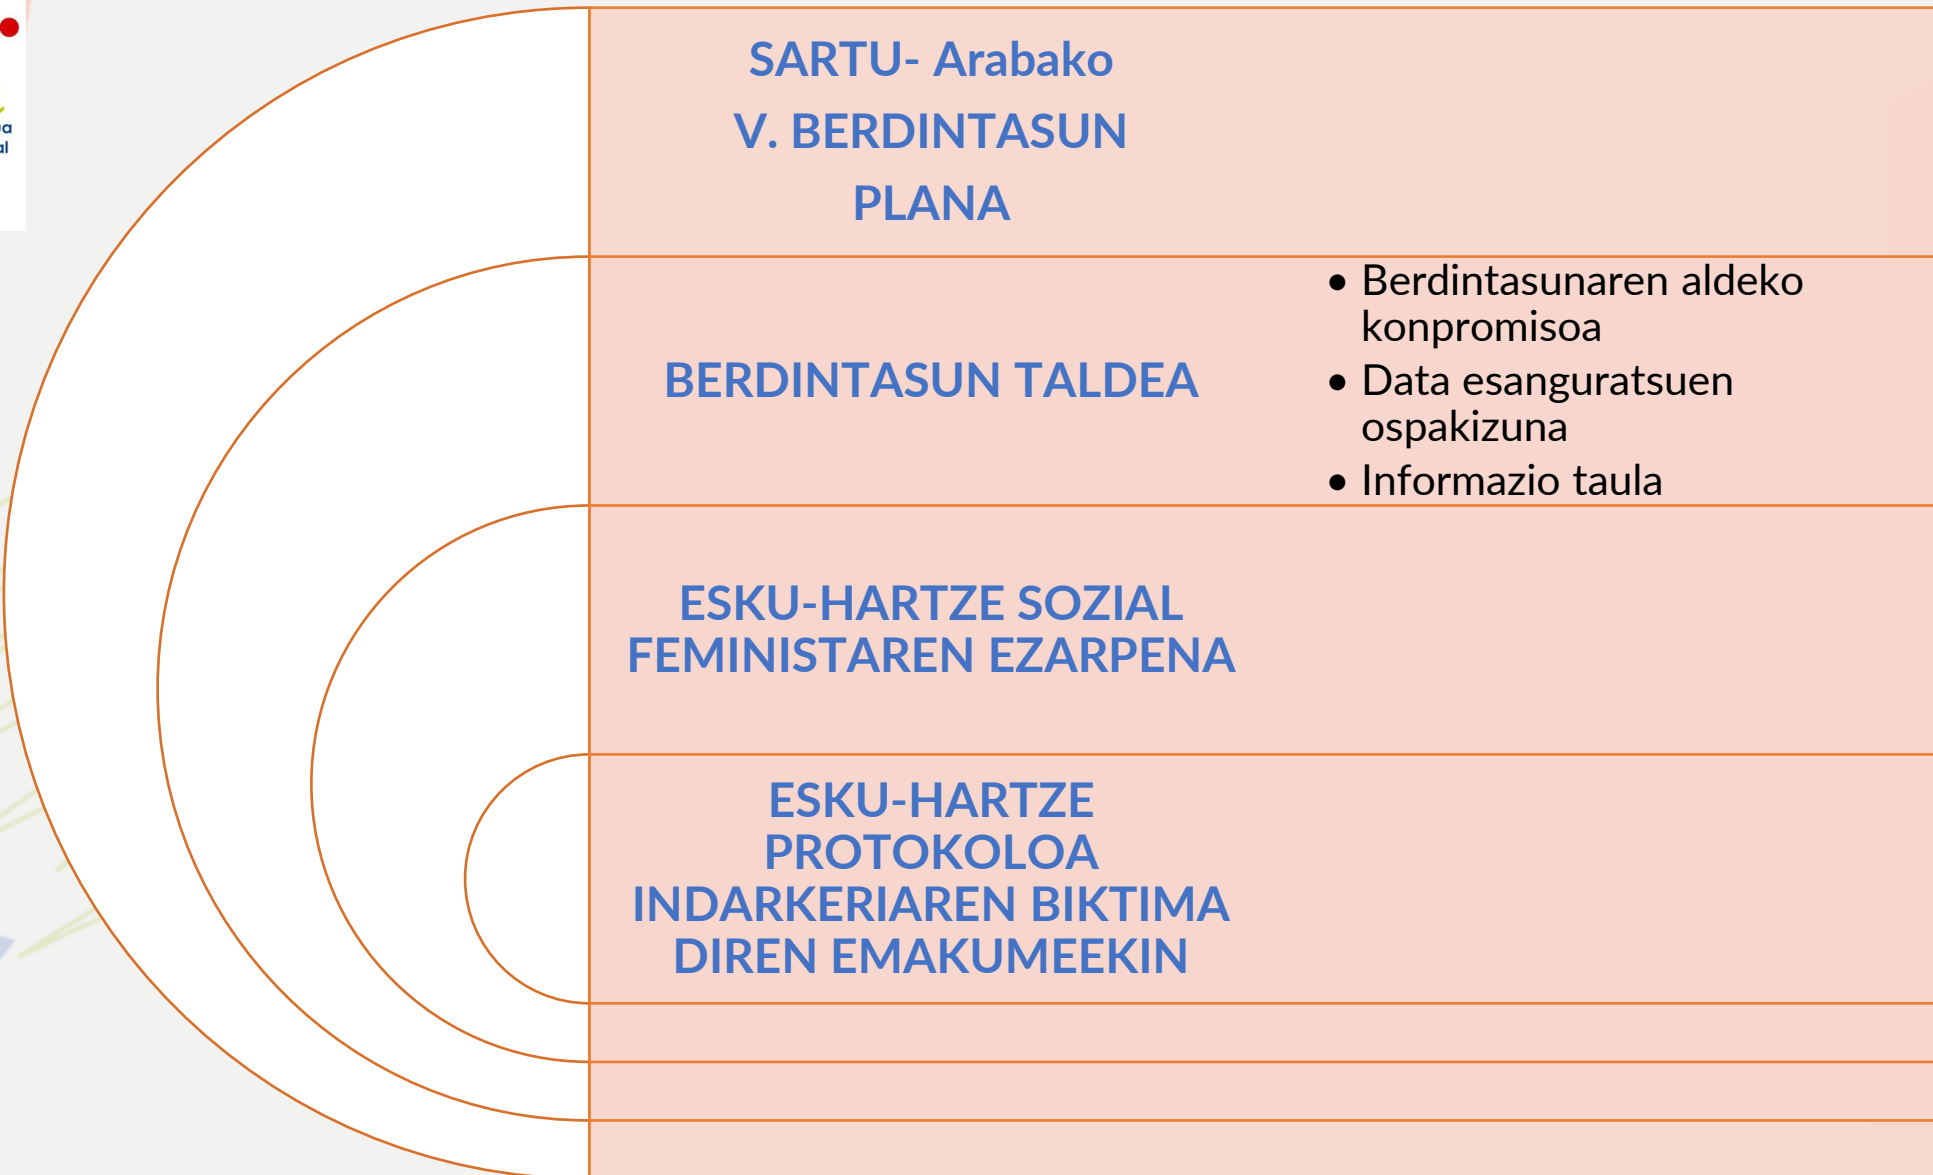 SARTU- Arabako
V. BERDINTASUN
PLANA
BERDINTASUN TALDEA
• Berdintasunaren aldeko
konpromisoa
• Data esanguratsuen
ospakizuna
• Informazio taula
ESKU-HARTZE SOZIAL
FEMINISTAREN EZARPENA
ESKU-HARTZE
PROTOKOLOA
INDARKERIAREN BIKTIMA
DIREN EMAKUMEEKIN